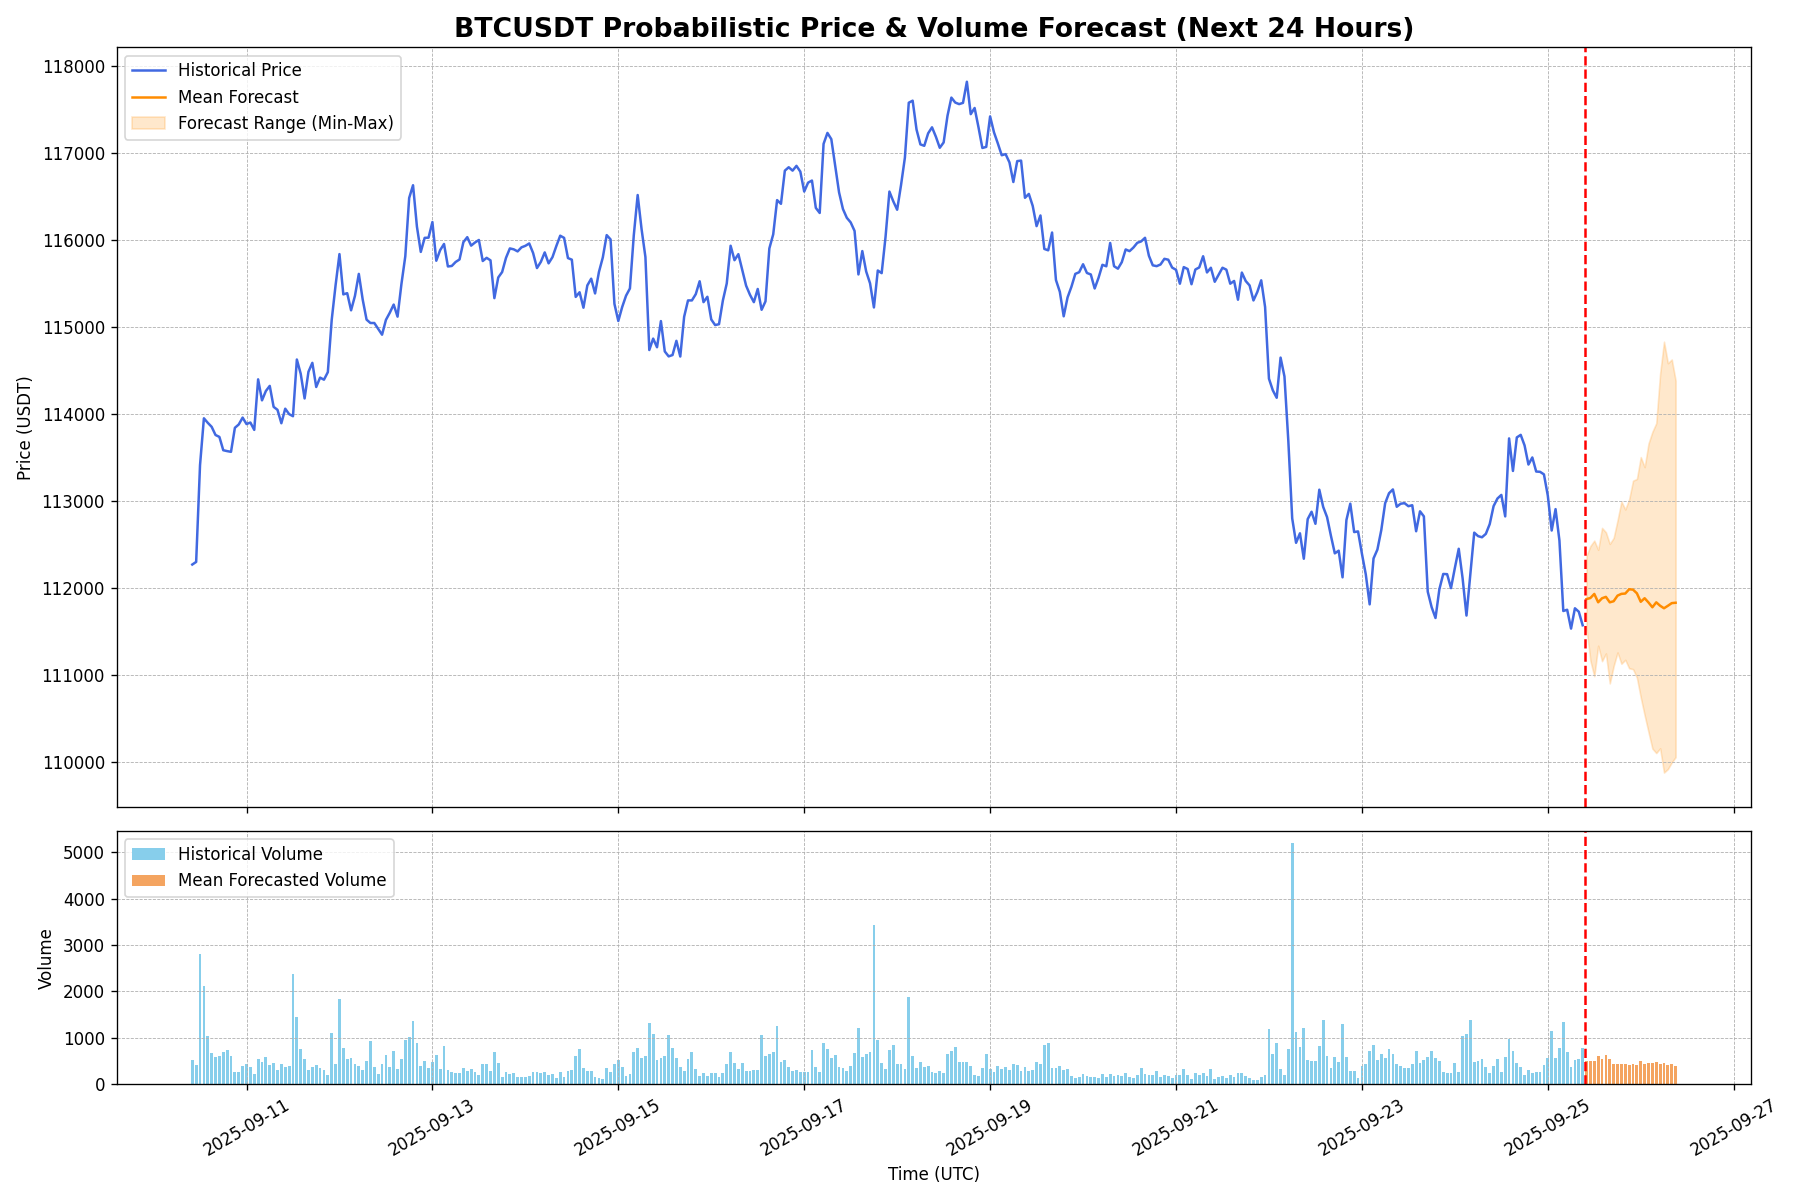 BTCUSDT Probabilistic Price & Volume Forecast (Next 24 Hours)
118000
117000
116000
115000
114000
113000
112000
111000
110000
Price (USDT)
Historical Price
Mean Forecast
Forecast Range (Min-Max)
5000
4000
3000
2000
1000
0
Volume
Historical Volume
Mean Forecasted Volume
2025-09-11
2025-09-13
2025-09-15
2025-09-17
2025-09-19
2025-09-21
2025-09-23
2025-09-25
2025-09-27
Time (UTC)